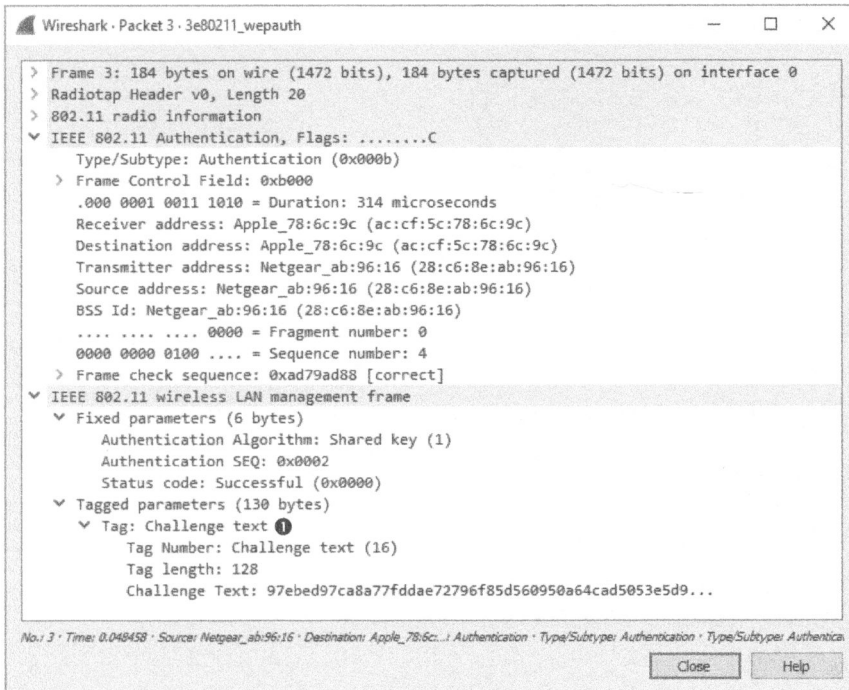 Wireshark · Packet 3 · 3e80211_wepauth
> Frame 3: 184 bytes on wire (1472 bits), 184 bytes captured (1472 bits) on interface 0
> Radiotap Header v0, Length 20
> 802.11 radio information
IEEE 802.11 Authentication, Flags: ........C
Type/Subtype: Authentication (0x000b)
> Frame Control Field: 0xb000
.000 0001 0011 1010 = Duration: 314 microseconds
Receiver address: Apple_78:6c:9c (ac:cf:5c:78:6c:9c)
Destination address: Apple_78:6c:9c (ac:cf:5c:78:6c:9c)
Transmitter address: Netgear_ab:96:16 (28:c6:8e:ab:96:16)
Source address: Netgear_ab:96:16 (28:c6:8e:ab:96:16)
BSS Id: Netgear_ab:96:16 (28:c6:8e:ab:96:16)
.... .... .... 0000 = Fragment number: 0
0000 0000 0100 .... = Sequence number: 4
> Frame check sequence: 0xad79ad88 [correct]
IEEE 802.11 wireless LAN management frame
Fixed parameters (6 bytes)
Authentication Algorithm: Shared key (1)
Authentication SEQ: 0x0002
Status code: Successful (0x0000)
Tagged parameters (130 bytes)
Tag: Challenge text ❶
Tag Number: Challenge text (16)
Tag length: 128
Challenge Text: 97ebed97ca8a77fddae72796f85d560950a64cad5053e5d9...
No.: 3 · Time: 0.048458 · Source: Netgear_ab:96:16 · Destination: Apple_78:6c:...: Authentication · Type/Subtype: Authentication · Type/Subtype: Authentica
Close Help